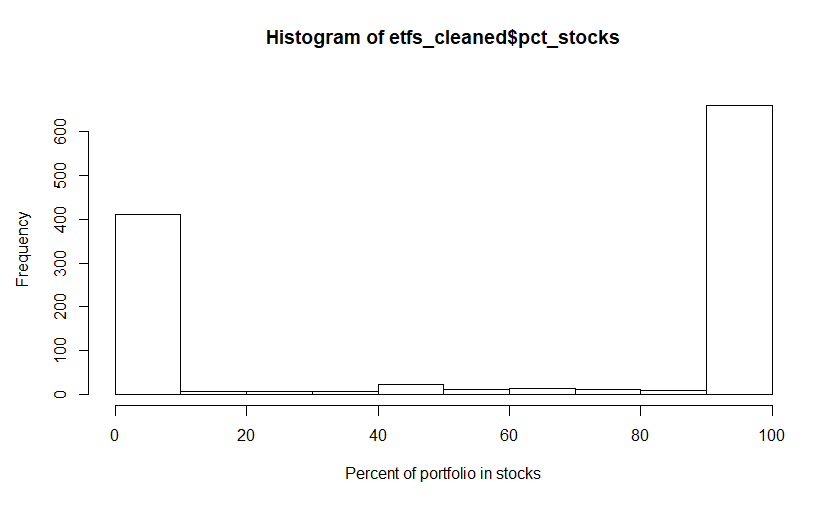 Histogram of etfs_cleaned$pct_stocks
Frequency
600
500
400
300
200
100
0
0 20 40 60 80 100
Percent of portfolio in stocks